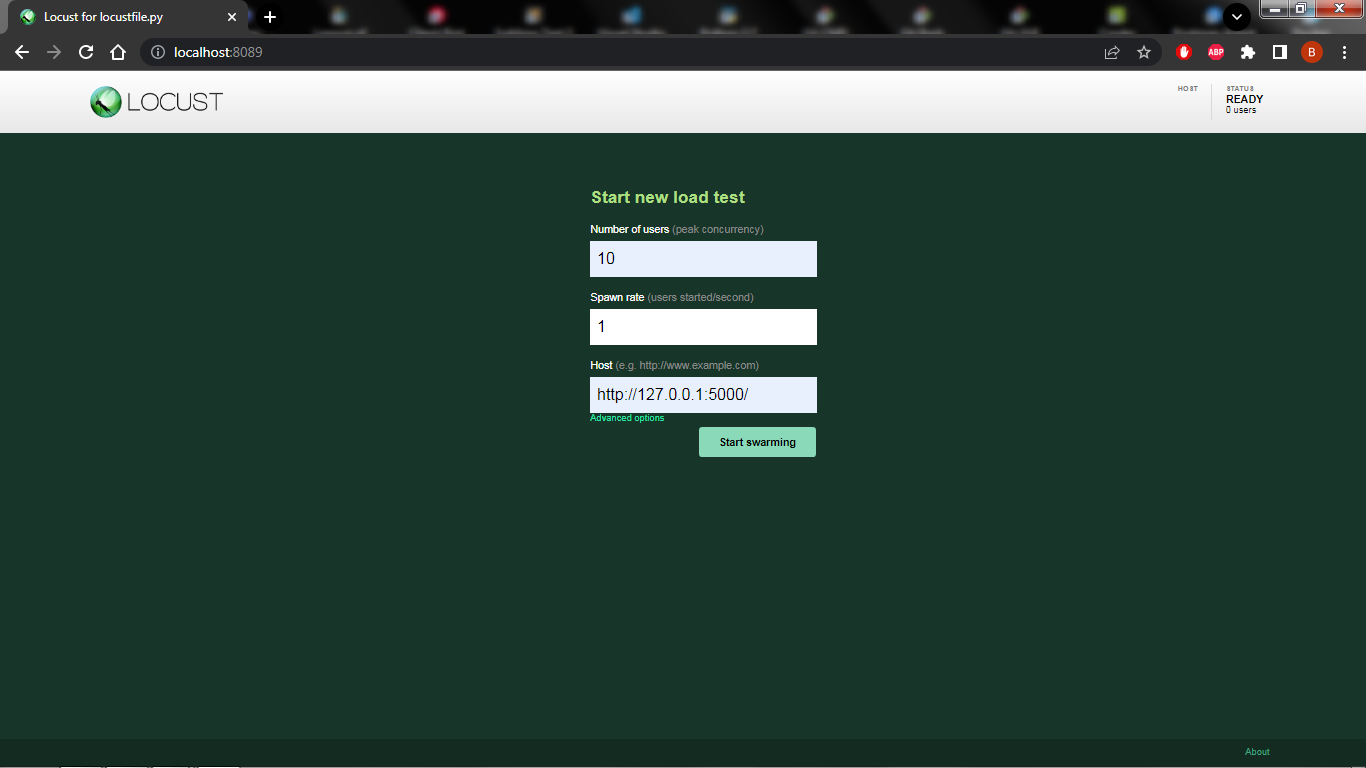 Locust for locustfile.py
localhost:8089
ABP
B
LOCUST
HOST
STATUS
READY
0 users
Start new load test
Number of users (peak concurrency)
10
Spawn rate (users started/second)
1
Host (e.g. http://www.example.com)
http://127.0.0.1:5000/
Advanced options
Start swarming
About